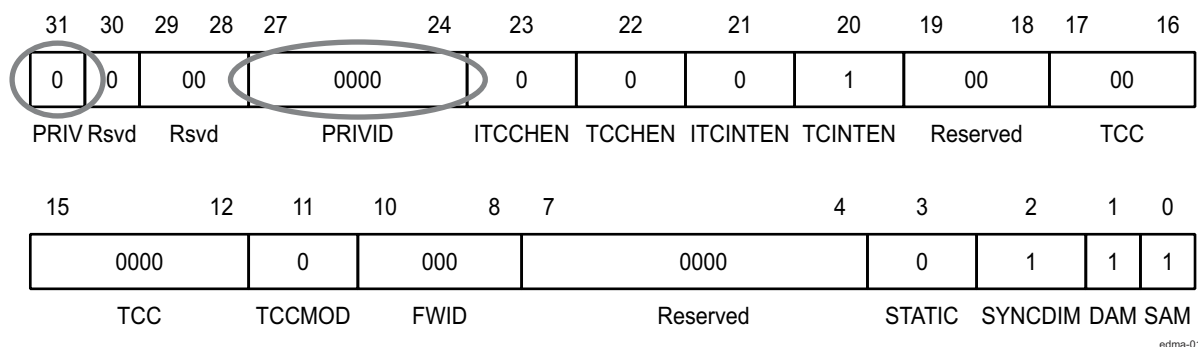 31 30 29 28 27 24 23 22 21 20 19 18 17 16
0 0 00 0000 0 0 0 1 00 00
PRIV Rsvd Rsvd PRIVID ITCCHEN TCCHEN ITCINTEN TCINTEN Reserved TCC
15 12 11 10 8 7 4 3 2 1 0
0000 0 000 0000 0 1 1 1
TCC TCCMOD FWID Reserved STATIC SYNCDIM DAM SAM